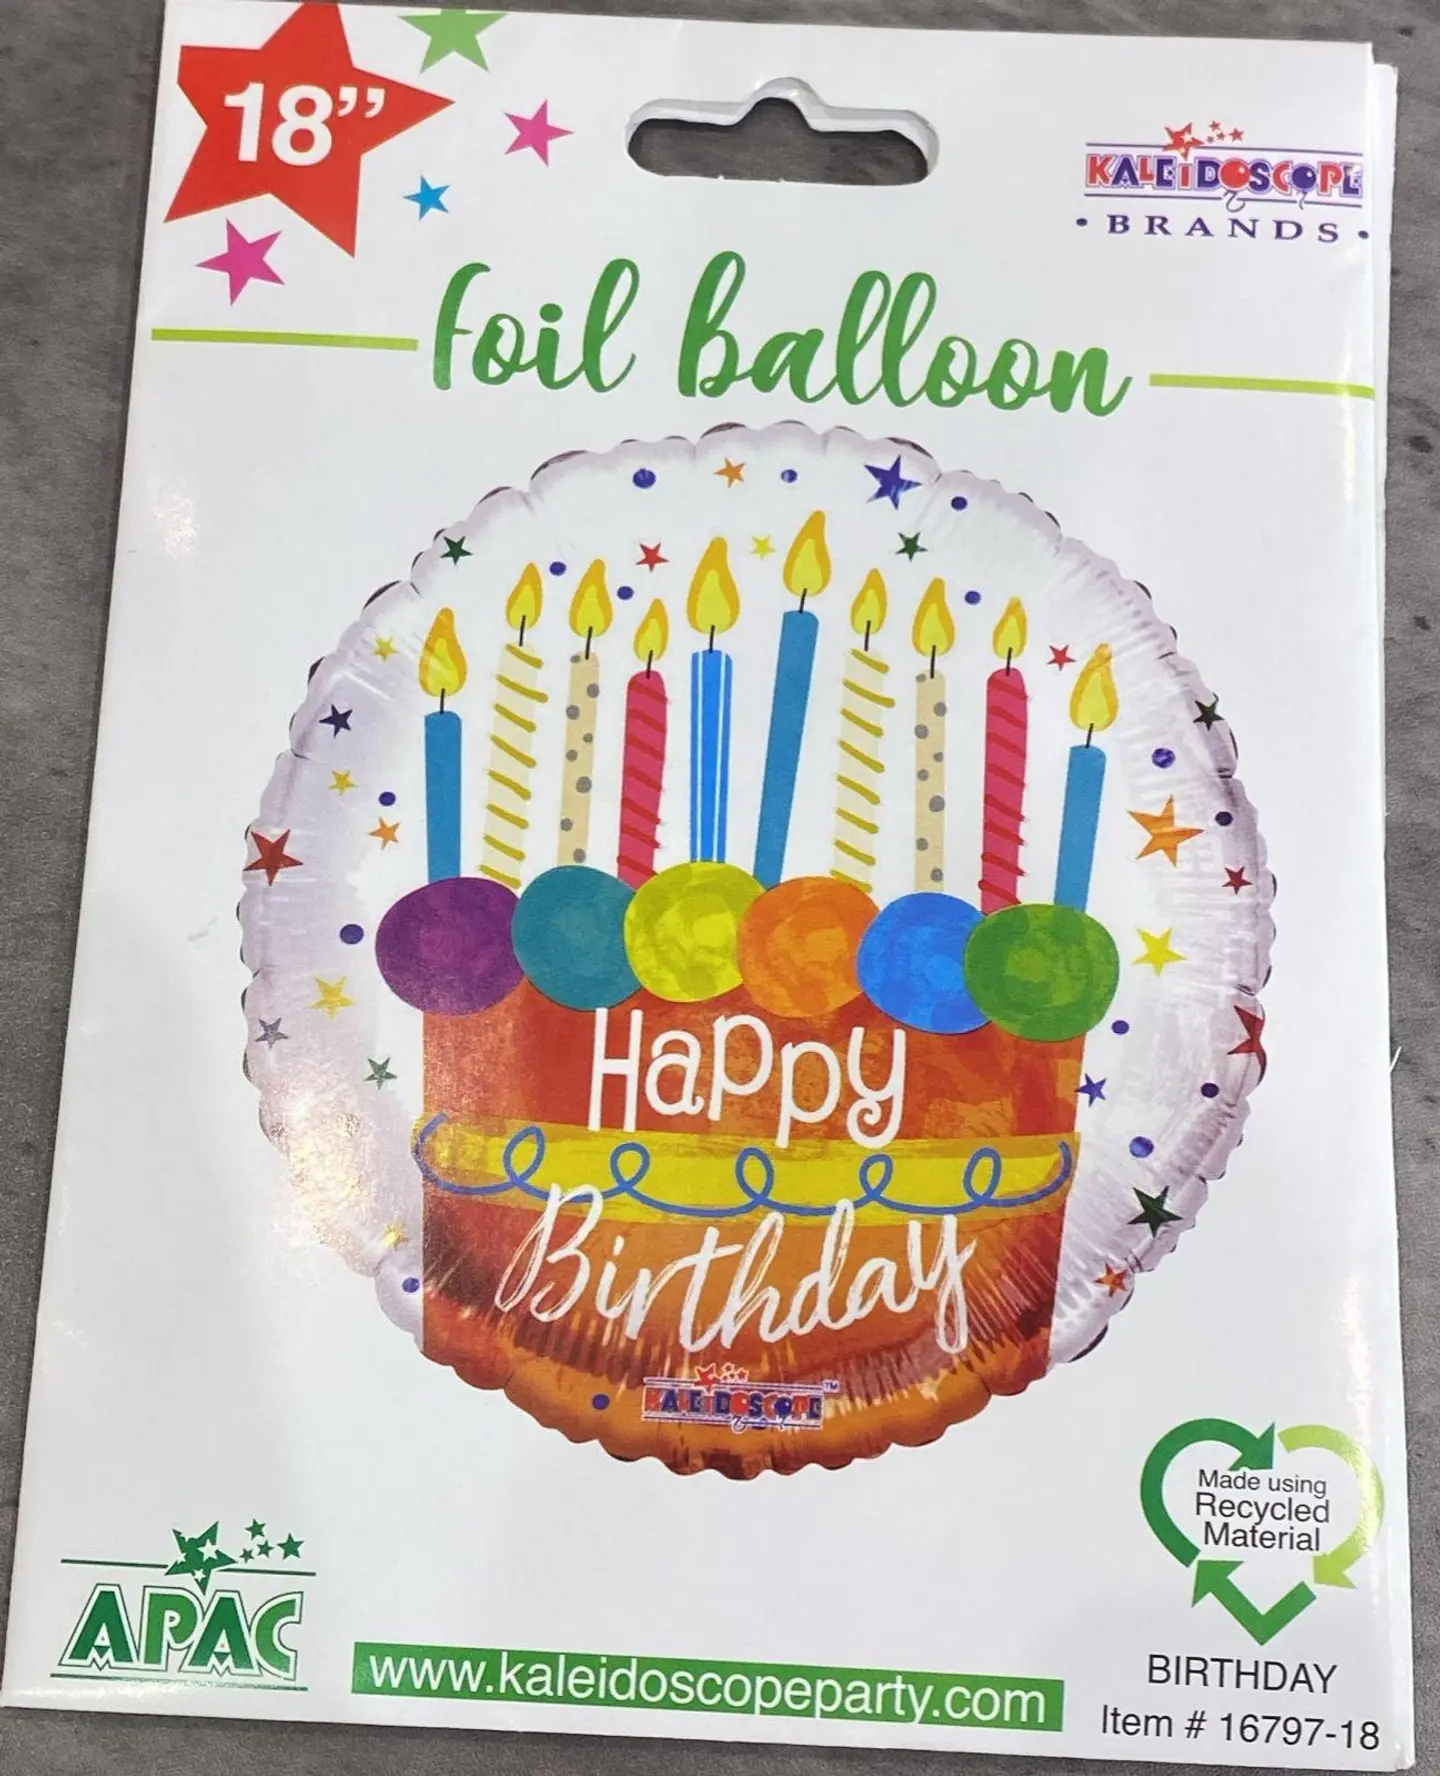 18”
KALEIDOSCOPE
• BRANDS •
foil balloon
Happy
Birthday
KALEIDOSCOPE™
Made using
Recycled
Material
APAC
www.kaleidoscopeparty.com
BIRTHDAY
Item # 16797-18